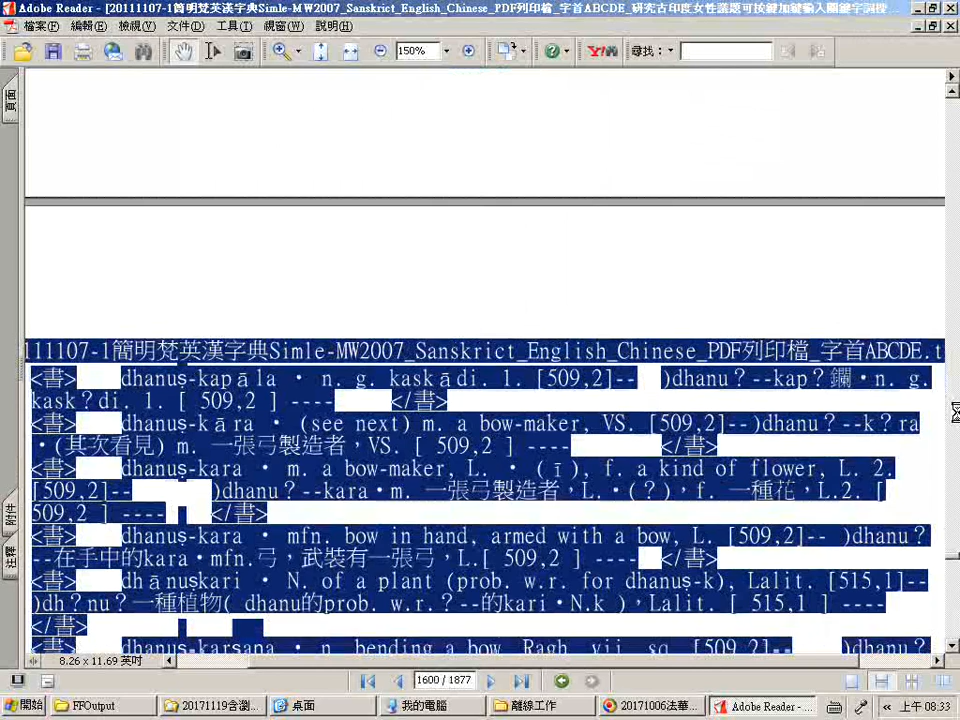 Adobe Reader - [20111107-1簡明梵英漢字典Simle-MW2007_Sanskrict_English_Chinese_PDF列印檔_字首ABCDE_研究古印度女性議題可按鍵盤輸入關鍵字詞搜
檔案(F) 編輯(E) 檢視(V) 文件(D) 工具(T) 視窗(W) 說明(H)
150% 尋找:
頁面
111107-1簡明梵英漢字典Simle-MW2007_Sanskrict_English_Chinese_PDF列印檔_字首ABCDE.t
<書> dhanuṣ-kapāla · n. g. kaskādi. 1. [509,2]-- )dhanu？--kap？鑭·n. g.
kask？di. 1. [ 509,2 ] ---- </書>
<書> dhanuṣ-kāra · (see next) m. a bow-maker, VS. [509,2]--)dhanu？--k？ra
·(其次看見) m. 一張弓製造者，VS. [ 509,2 ] ---- </書>
<書> dhanuṣ-kara · m. a bow-maker, L. · (ī), f. a kind of flower, L. 2.
[509,2]-- )dhanu？--kara·m. 一張弓製造者，L.·(？)，f. 一種花，L.2. [
509,2 ] ---- </書>
<書> dhanuṣ-kara · mfn. bow in hand, armed with a bow, L. [509,2]-- )dhanu？
--在手中的kara·mfn.弓，武裝有一張弓，L.[ 509,2 ] ---- </書>
<書> dhānuṣkari · N. of a plant (prob. w.r. for dhanuṣ-k), Lalit. [515,1]--
)dh？nu？一種植物( dhanu的prob. w.r.？--的kari·N.k )，Lalit. [ 515,1 ] ----
</書>
<書> dhanuṣ-karṣaṇa · n. bending a bow, Ragh. vii, sq. [509,2]-- )dhanu？
附件
注釋
8.26 x 11.69 英吋
1600 / 1877
開始 FFOutput 20171119含瀏... 桌面 我的電腦 離線工作 20171006法華... Adobe Reader - ... 上午 08:33